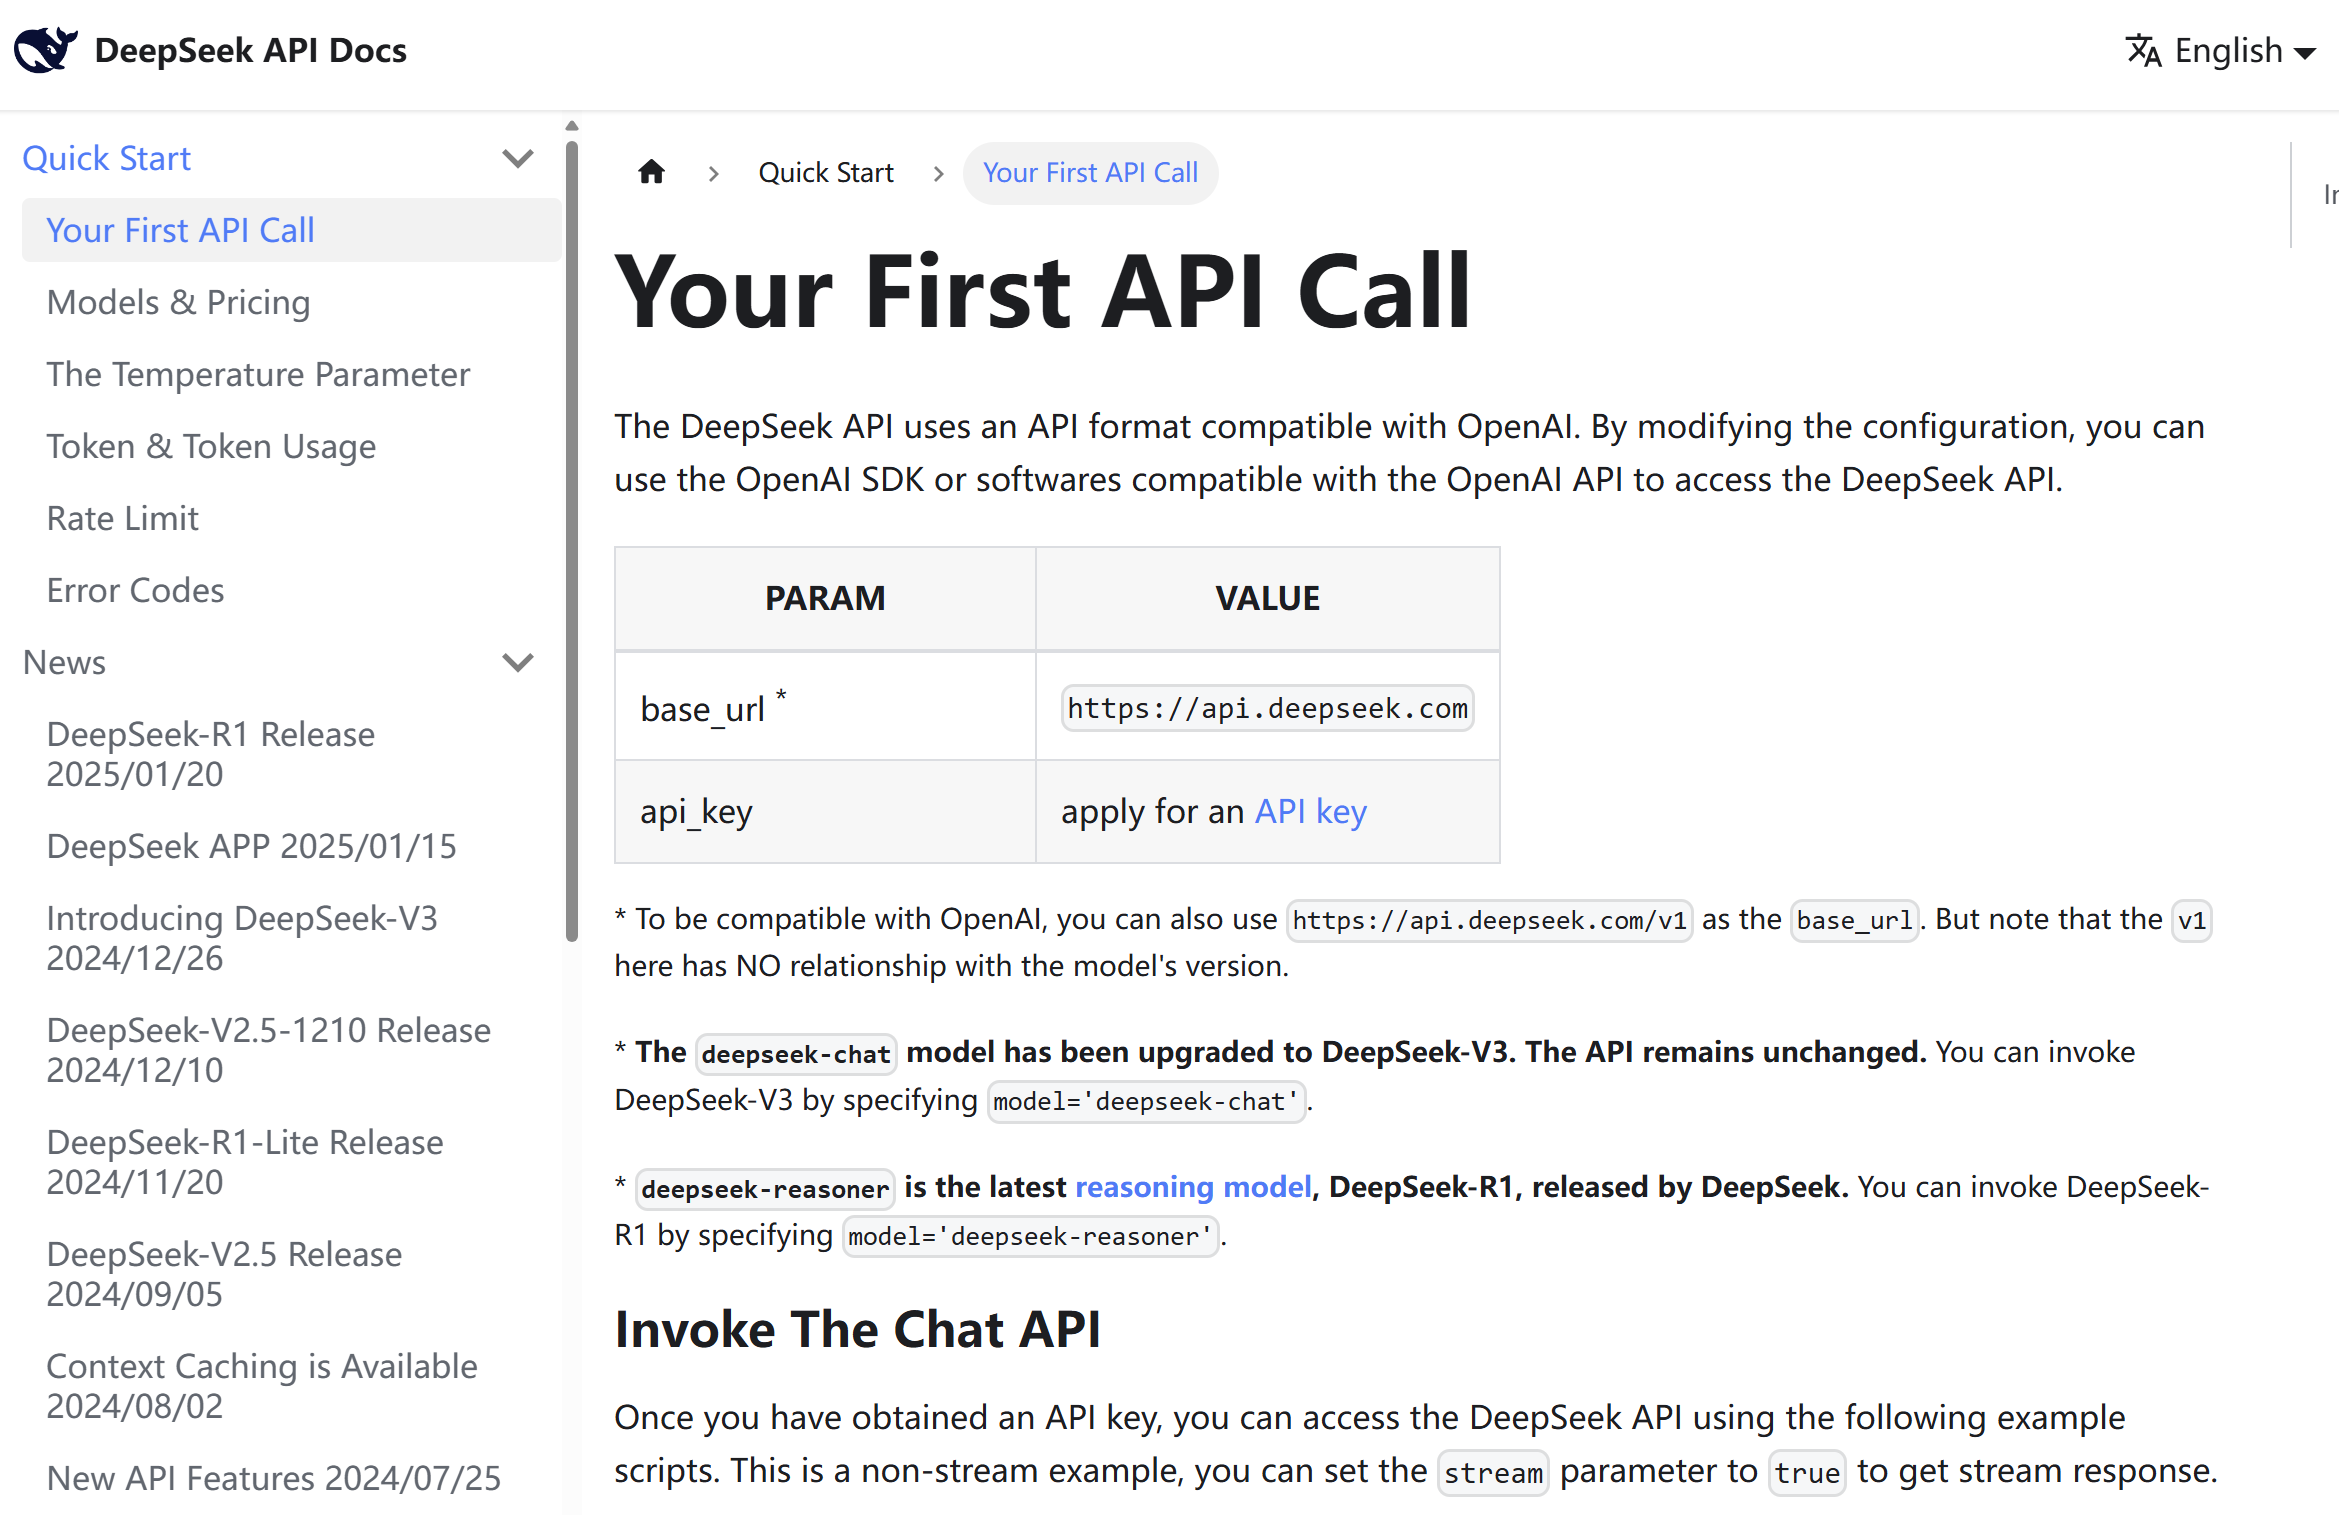 DeepSeek API Docs
English
Quick Start
Your First API Call
Models & Pricing
The Temperature Parameter
Token & Token Usage
Rate Limit
Error Codes
News
DeepSeek-R1 Release
2025/01/20
DeepSeek APP 2025/01/15
Introducing DeepSeek-V3
2024/12/26
DeepSeek-V2.5-1210 Release
2024/12/10
DeepSeek-R1-Lite Release
2024/11/20
DeepSeek-V2.5 Release
2024/09/05
Context Caching is Available
2024/08/02
New API Features 2024/07/25
Quick Start > Your First API Call
Your First API Call
The DeepSeek API uses an API format compatible with OpenAI. By modifying the configuration, you can
use the OpenAI SDK or softwares compatible with the OpenAI API to access the DeepSeek API.
PARAM VALUE
base_url * https://api.deepseek.com
api_key apply for an API key
* To be compatible with OpenAI, you can also use https://api.deepseek.com/v1 as the base_url. But note that the v1
here has NO relationship with the model's version.
* The deepseek-chat model has been upgraded to DeepSeek-V3. The API remains unchanged. You can invoke
DeepSeek-V3 by specifying model='deepseek-chat'.
* deepseek-reasoner is the latest reasoning model, DeepSeek-R1, released by DeepSeek. You can invoke DeepSeek-
R1 by specifying model='deepseek-reasoner'.
Invoke The Chat API
Once you have obtained an API key, you can access the DeepSeek API using the following example
scripts. This is a non-stream example, you can set the stream parameter to true to get stream response.